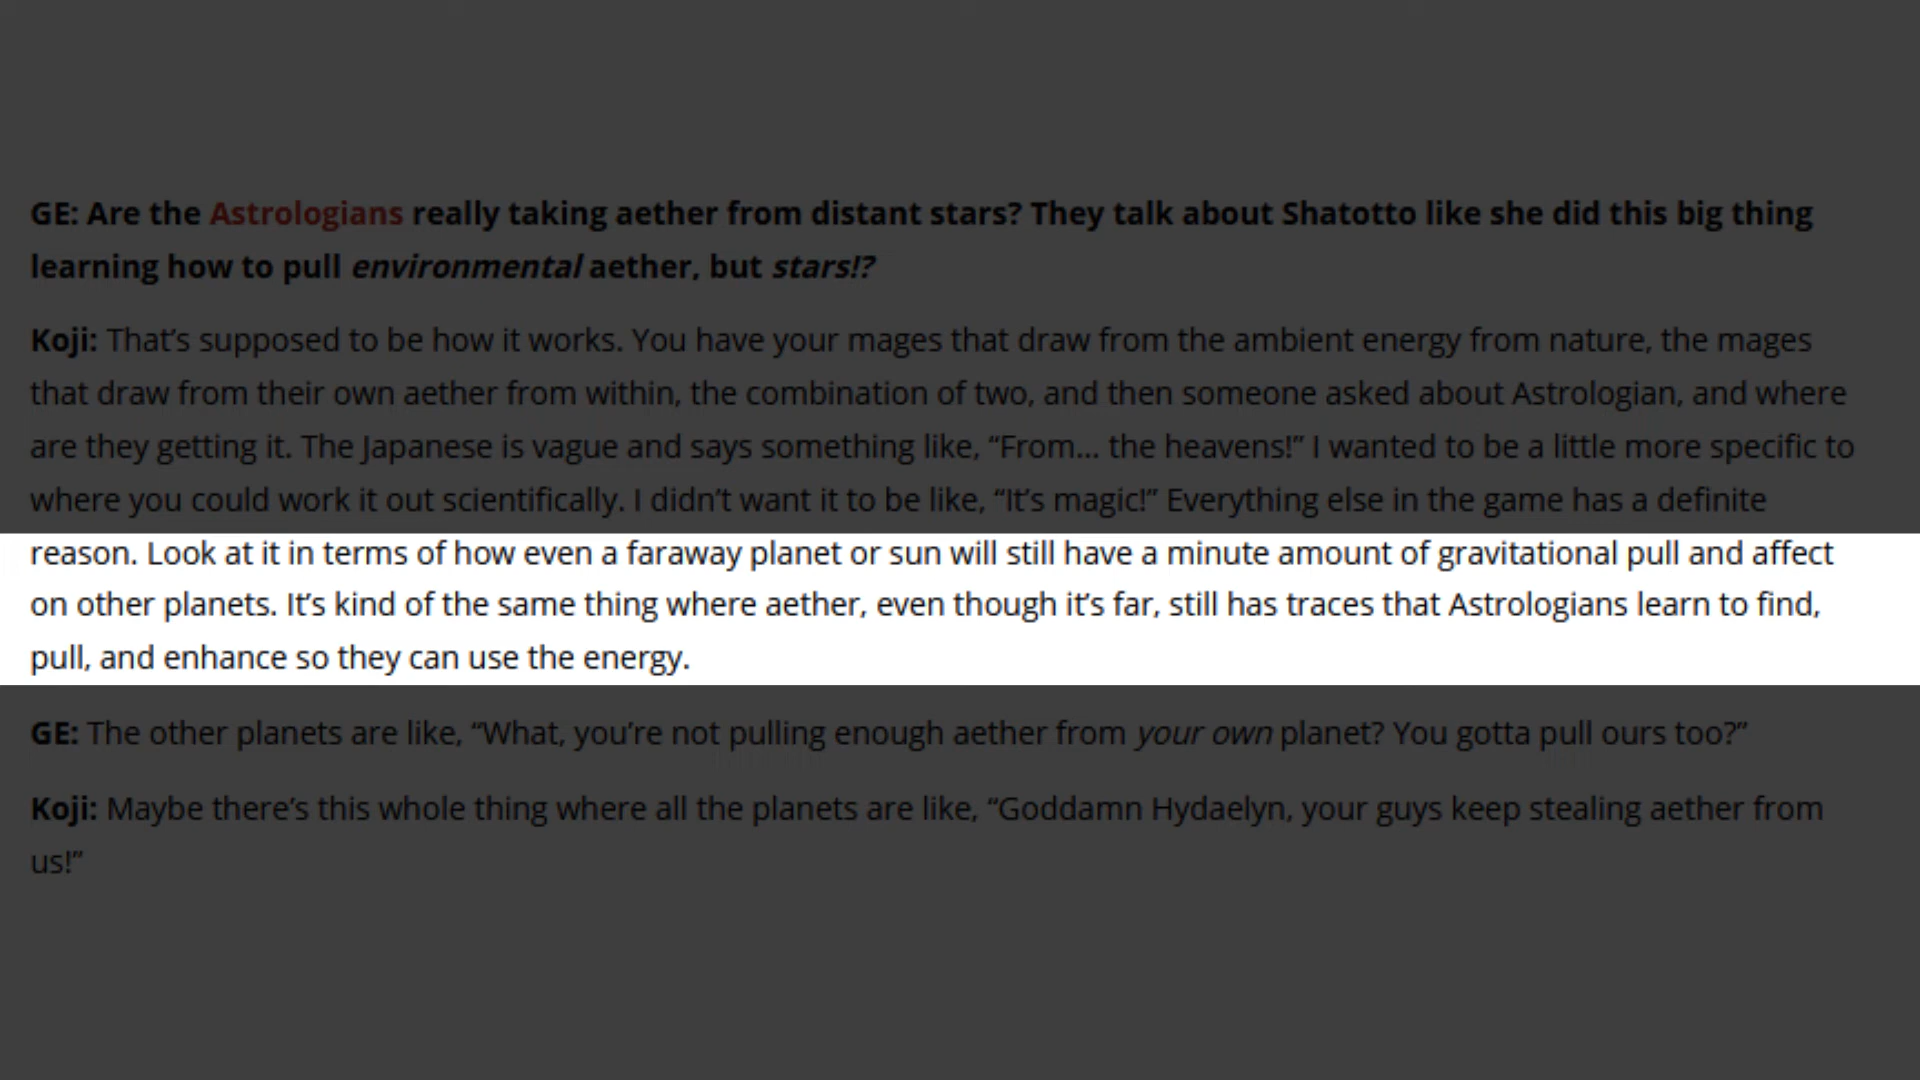 GE: Are the Astrologians really taking aether from distant stars? They talk about Shatotto like she did this big thing
learning how to pull environmental aether, but stars!?
Koji: That’s supposed to be how it works. You have your mages that draw from the ambient energy from nature, the mages
that draw from their own aether from within, the combination of two, and then someone asked about Astrologian, and where
are they getting it. The Japanese is vague and says something like, “From… the heavens!” I wanted to be a little more specific to
where you could work it out scientifically. I didn’t want it to be like, “It’s magic!” Everything else in the game has a definite
reason. Look at it in terms of how even a faraway planet or sun will still have a minute amount of gravitational pull and affect
on other planets. It’s kind of the same thing where aether, even though it’s far, still has traces that Astrologians learn to find,
pull, and enhance so they can use the energy.
GE: The other planets are like, “What, you’re not pulling enough aether from your own planet? You gotta pull ours too?”
Koji: Maybe there’s this whole thing where all the planets are like, “Goddamn Hydaelyn, your guys keep stealing aether from
us!”